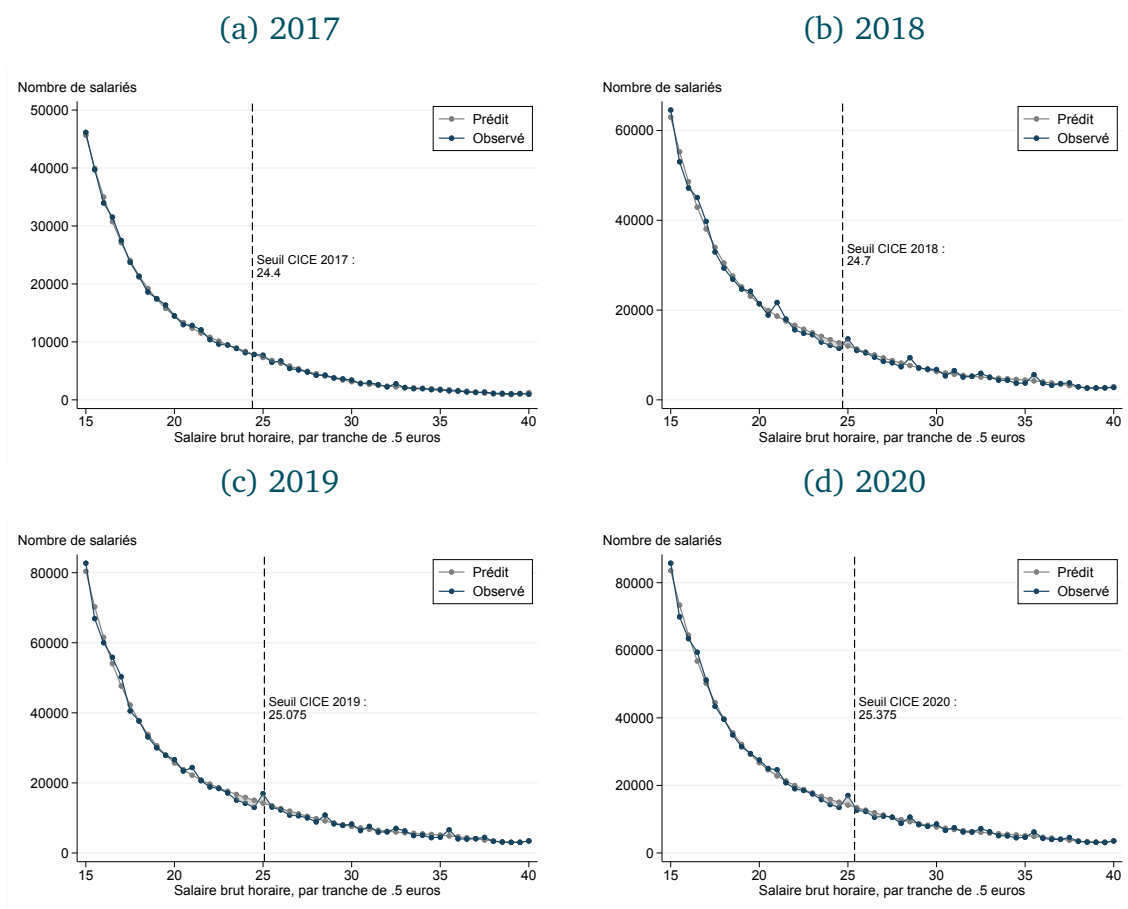 (a) 2017
Nombre de salariés
50000
40000
30000
20000
10000
0
Prédit
Observé
Seuil CICE 2017 :
24.4
15 20 25 30 35 40
Salaire brut horaire, par tranche de .5 euros
(b) 2018
Nombre de salariés
60000
40000
20000
0
Prédit
Observé
Seuil CICE 2018 :
24.7
15 20 25 30 35 40
Salaire brut horaire, par tranche de .5 euros
(c) 2019
Nombre de salariés
80000
60000
40000
20000
0
Prédit
Observé
Seuil CICE 2019 :
25.075
15 20 25 30 35 40
Salaire brut horaire, par tranche de .5 euros
(d) 2020
Nombre de salariés
80000
60000
40000
20000
0
Prédit
Observé
Seuil CICE 2020 :
25.375
15 20 25 30 35 40
Salaire brut horaire, par tranche de .5 euros